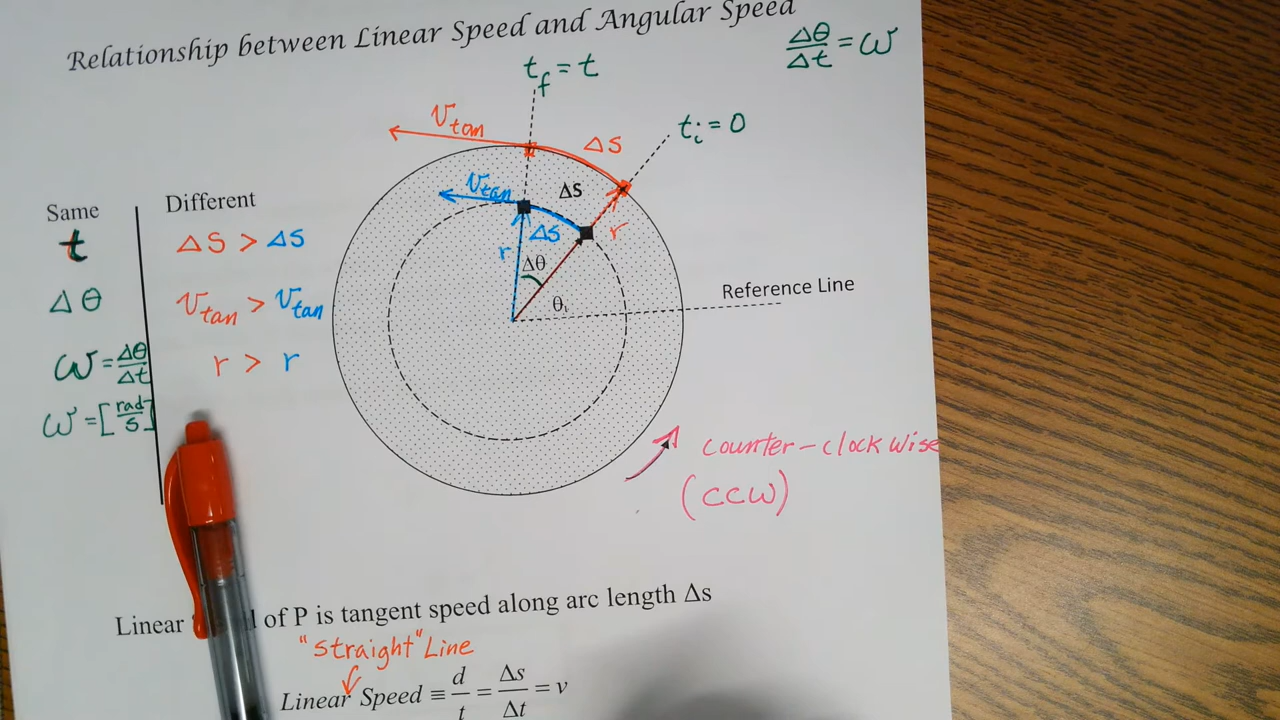 Relationship between Linear Speed and Angular Speed
Δθ/Δt = ω
t_f = t
v_tan
Δs
t_i = 0
v_tan
Δs
Same | Different
t | Δs > Δs
Δs
r
r
Δθ
Δθ | v_tan > v_tan
θ_i
Reference Line
ω = Δθ/Δt | r > r
ω = [rad/s]
counter-clockwise
(CCW)
Linear of P is tangent speed along arc length Δs
"straight" Line
Linear Speed ≡ d/t = Δs/Δt = v